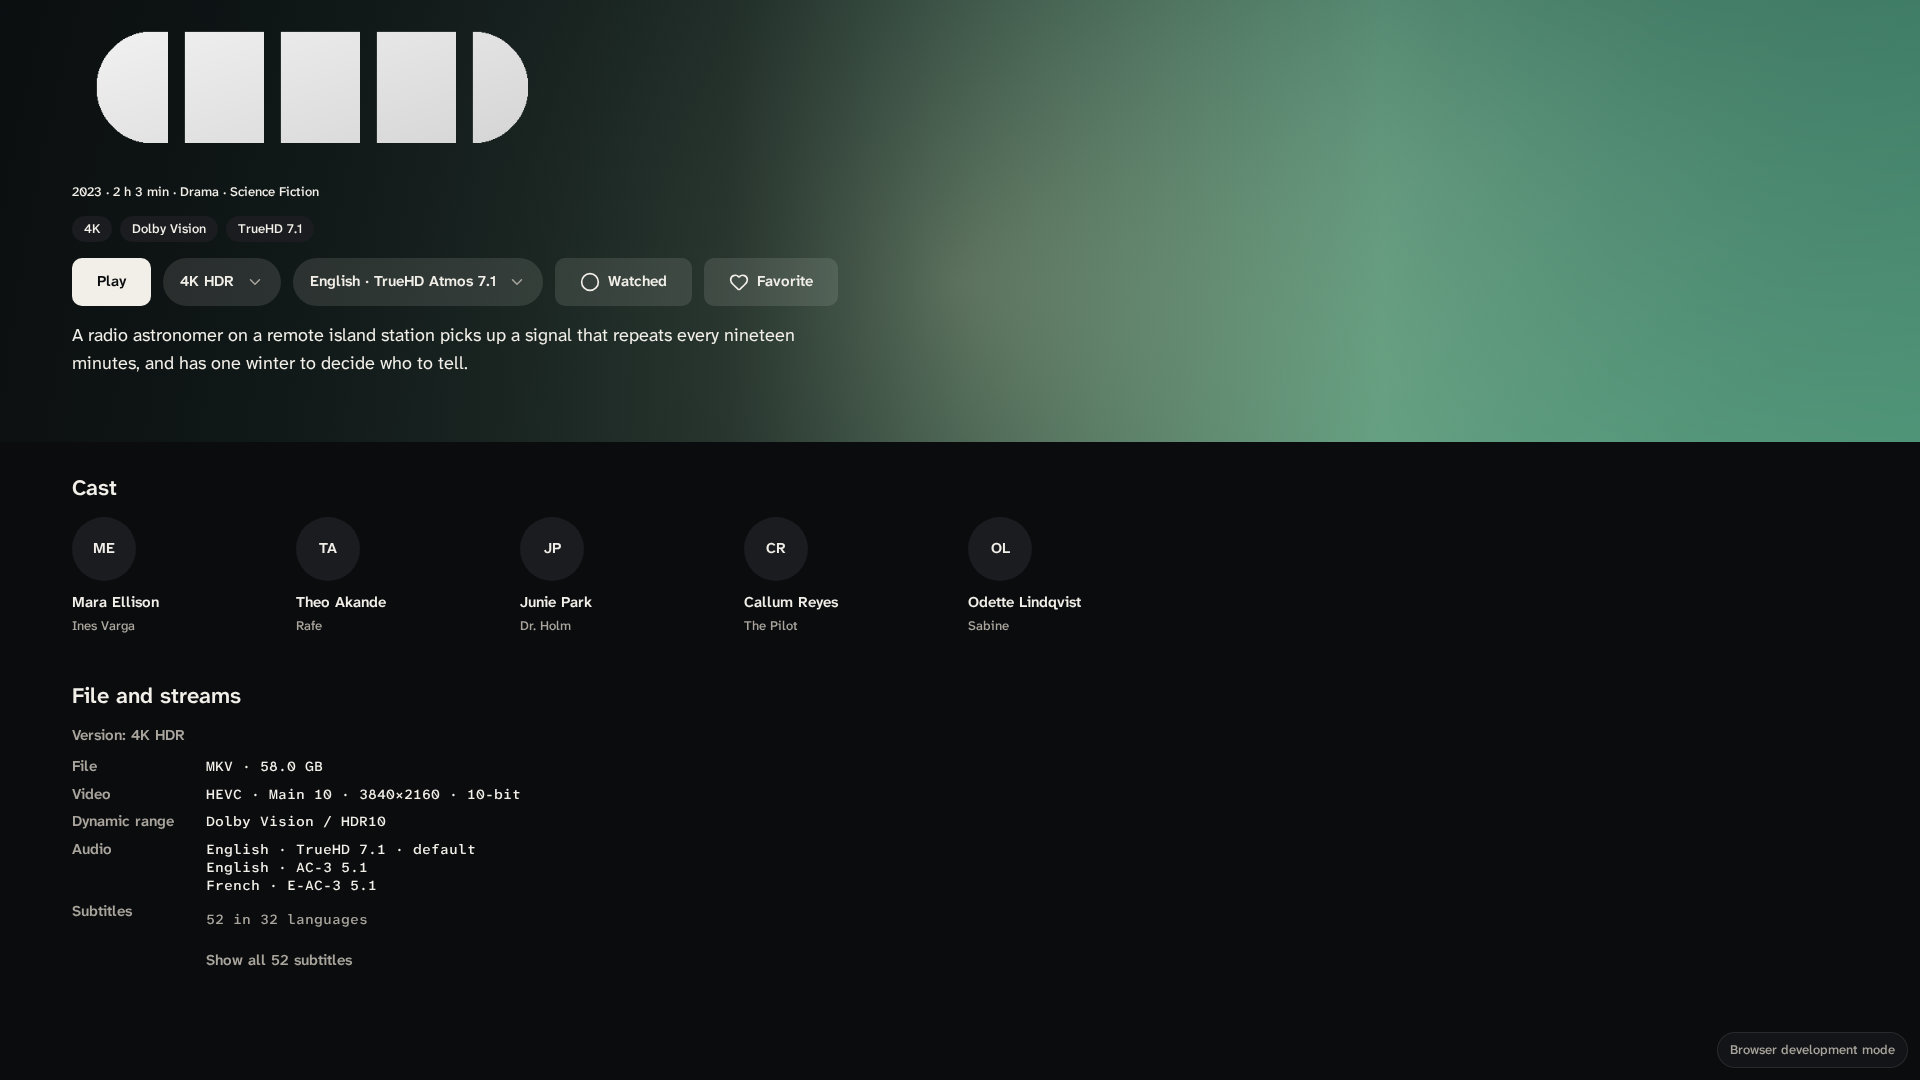 2023 · 2 h 3 min · Drama · Science Fiction
4K Dolby Vision TrueHD 7.1
Play 4K HDR English · TrueHD Atmos 7.1 Watched Favorite
A radio astronomer on a remote island station picks up a signal that repeats every nineteen
minutes, and has one winter to decide who to tell.
Cast
ME TA JP CR OL
Mara Ellison Theo Akande Junie Park Callum Reyes Odette Lindqvist
Ines Varga Rafe Dr. Holm The Pilot Sabine
File and streams
Version: 4K HDR
File MKV · 58.0 GB
Video HEVC · Main 10 · 3840×2160 · 10-bit
Dynamic range Dolby Vision / HDR10
Audio English · TrueHD 7.1 · default
English · AC-3 5.1
French · E-AC-3 5.1
Subtitles 52 in 32 languages
Show all 52 subtitles
Browser development mode